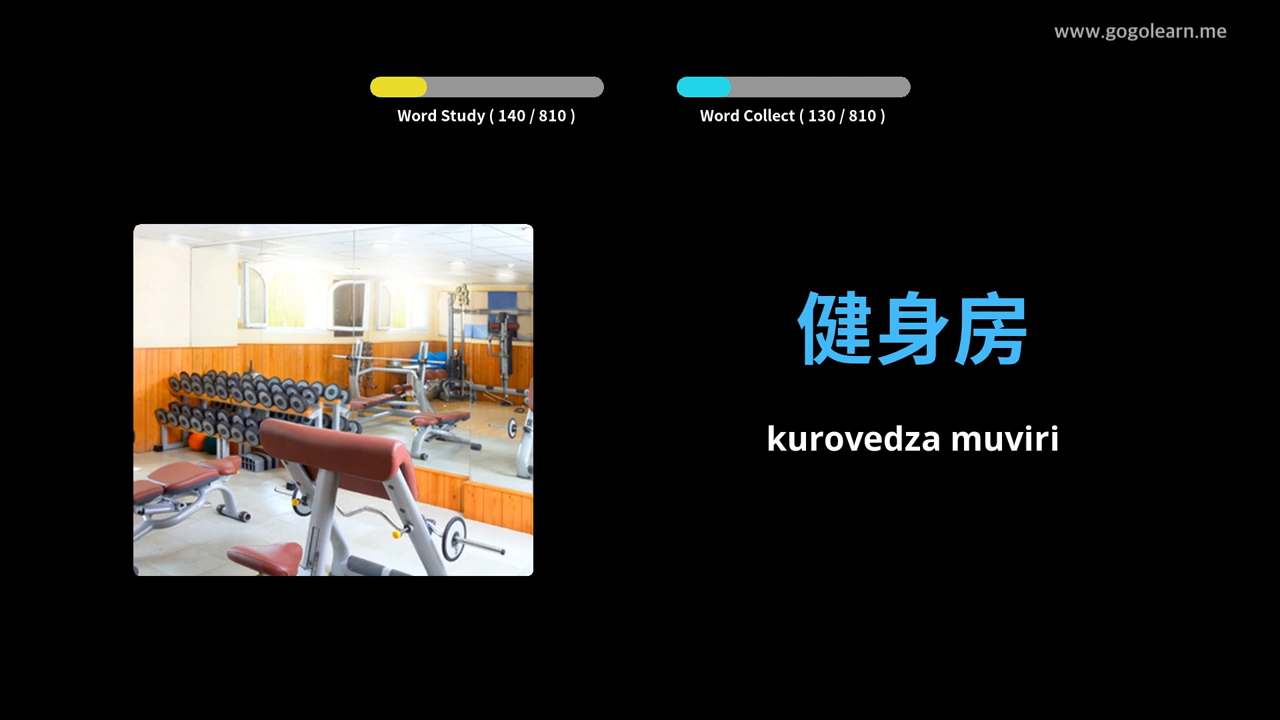 www.gogolearn.me
Word Study ( 140 / 810 )
Word Collect ( 130 / 810 )
健身房
kurovedza muviri